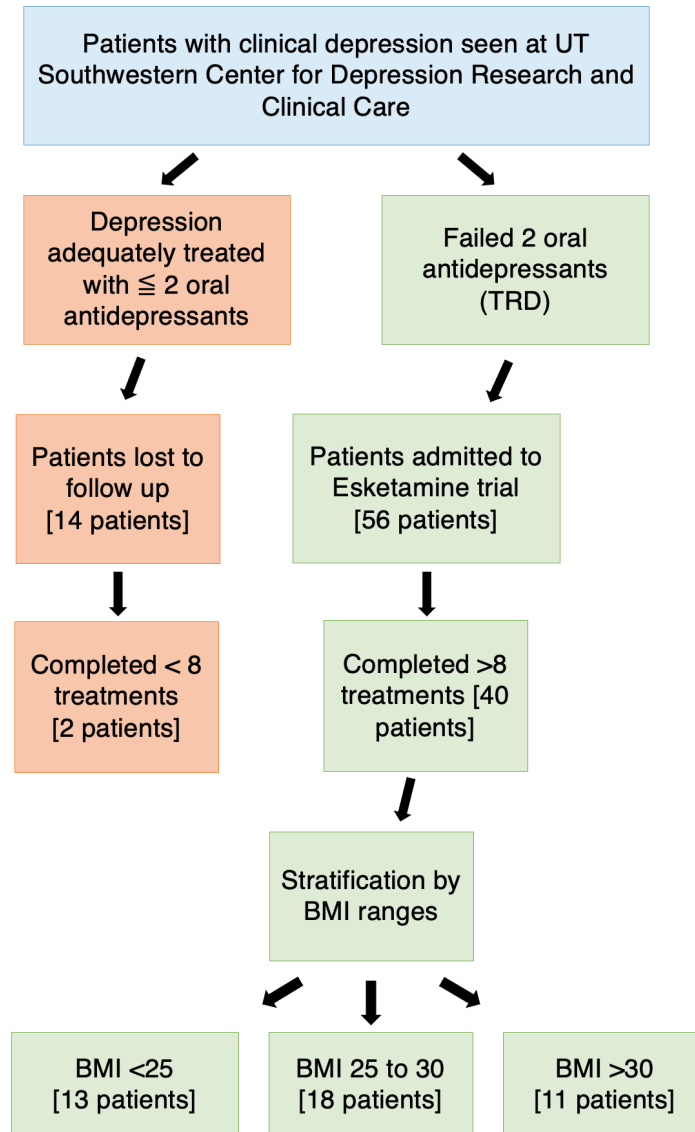 Patients with clinical depression seen at UT
Southwestern Center for Depression Research and
Clinical Care
Depression
adequately treated
with ≦ 2 oral
antidepressants
Failed 2 oral
antidepressants
(TRD)
Patients lost to
follow up
[14 patients]
Patients admitted to
Esketamine trial
[56 patients]
Completed < 8
treatments
[2 patients]
Completed >8
treatments [40
patients]
Stratification by
BMI ranges
BMI <25
[13 patients]
BMI 25 to 30
[18 patients]
BMI >30
[11 patients]